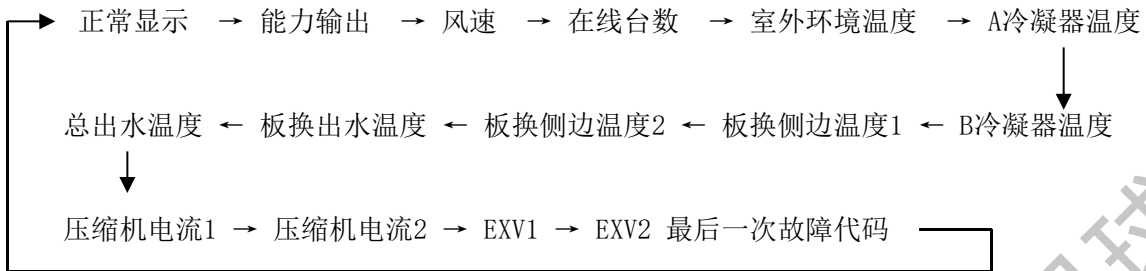 正常显示 → 能力输出 → 风速 → 在线台数 → 室外环境温度 → A冷凝器温度
总出水温度 ← 板换出水温度 ← 板换侧边温度2 ← 板换侧边温度1 ← B冷凝器温度
压缩机电流1 → 压缩机电流2 → EXV1 → EXV2 最后一次故障代码